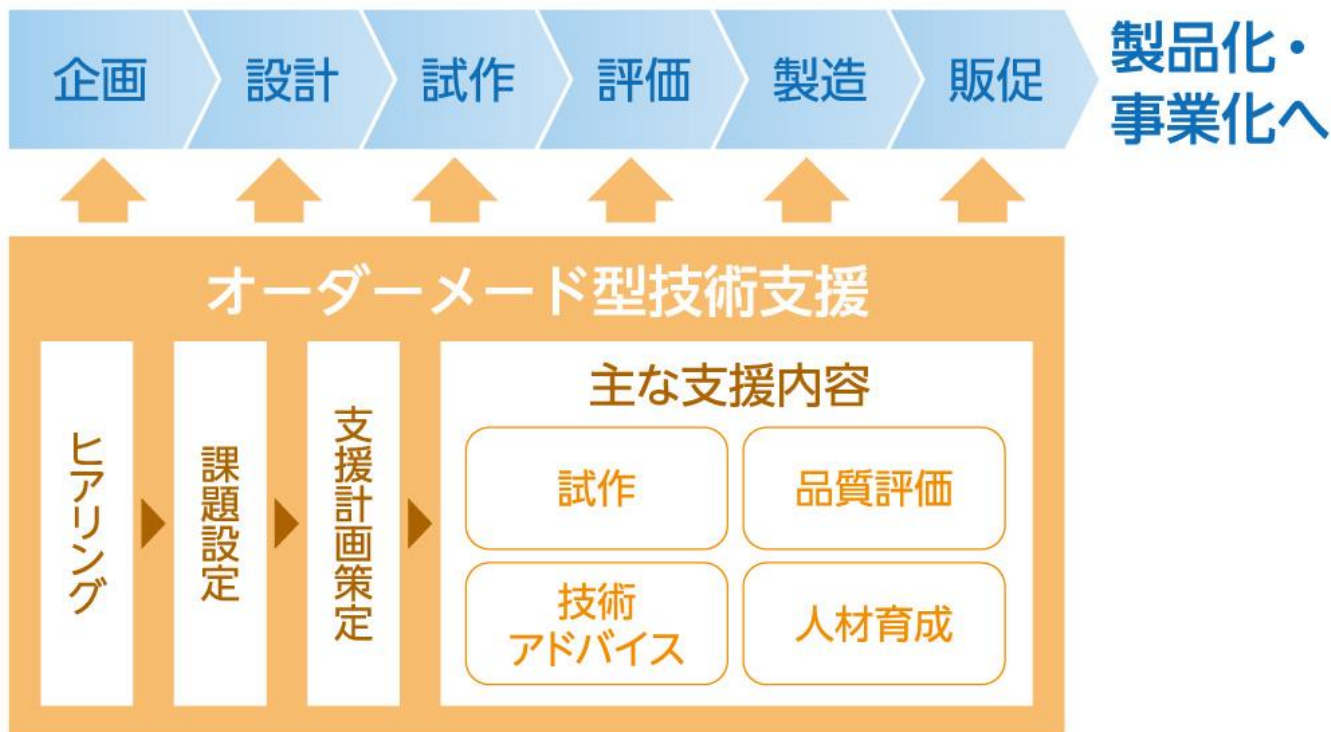 企画
設計
試作
評価
製造
販促
製品化・
事業化へ
オーダーメード型技術支援
ヒアリング
課題設定
支援計画策定
主な支援内容
試作
品質評価
技術
アドバイス
人材育成